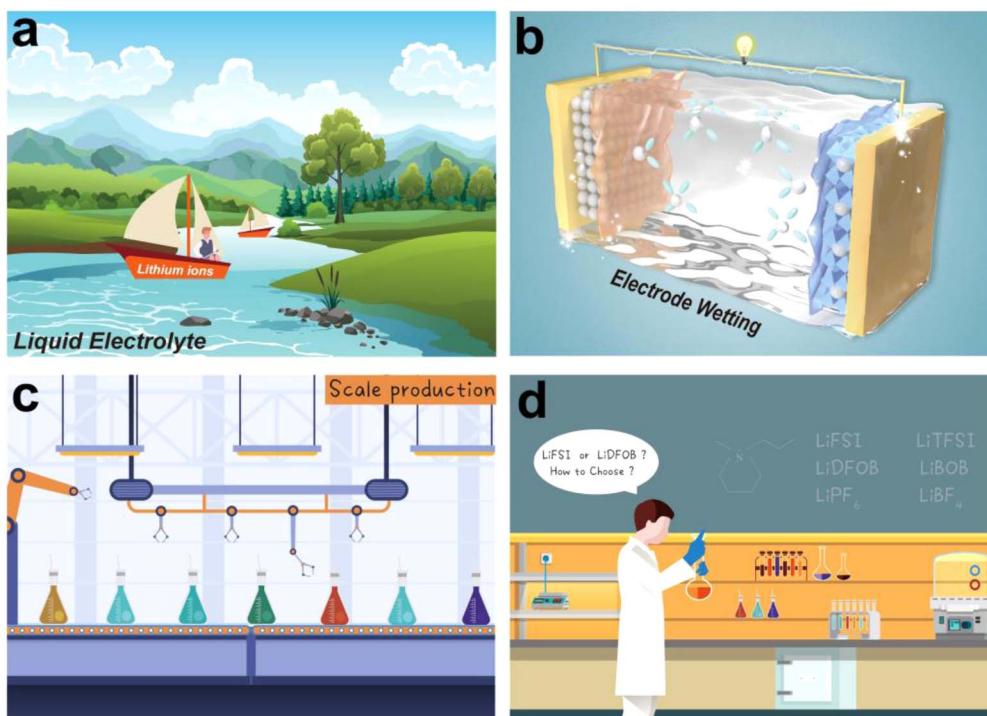 a
Lithium ions
Liquid Electrolyte
b
Electrode Wetting
c
Scale production
d
LiFSI or LiDFOB ?
How to Choose ?
N
LiFSI LiTFSI
LiDFOB LiBOB
LiPF₆ LiBF₄